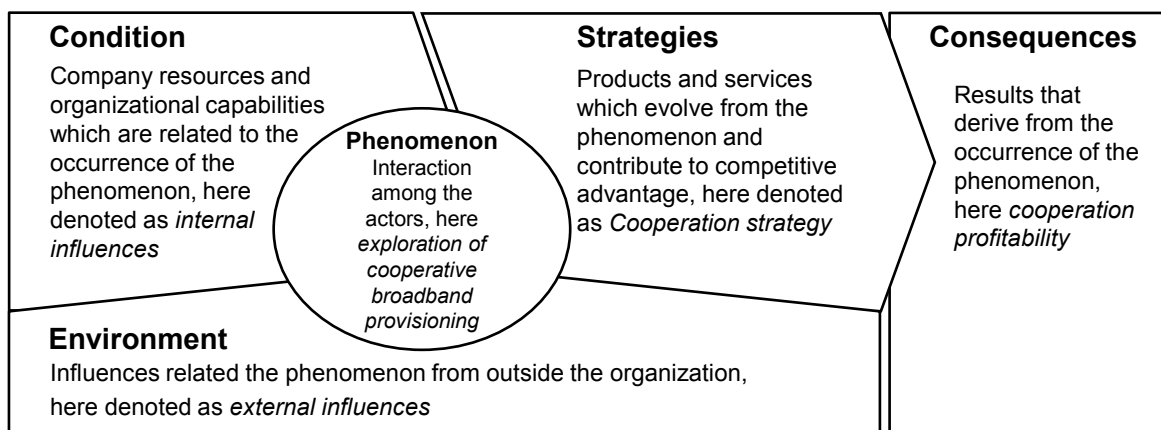 Condition
Company resources and
organizational capabilities
which are related to the
occurrence of the
phenomenon, here
denoted as internal
influences
Phenomenon
Interaction
among the
actors, here
exploration of
cooperative
broadband
provisioning
Strategies
Products and services
which evolve from the
phenomenon and
contribute to competitive
advantage, here denoted
as Cooperation strategy
Consequences
Results that
derive from the
occurrence of the
phenomenon,
here cooperation
profitability
Environment
Influences related the phenomenon from outside the organization,
here denoted as external influences